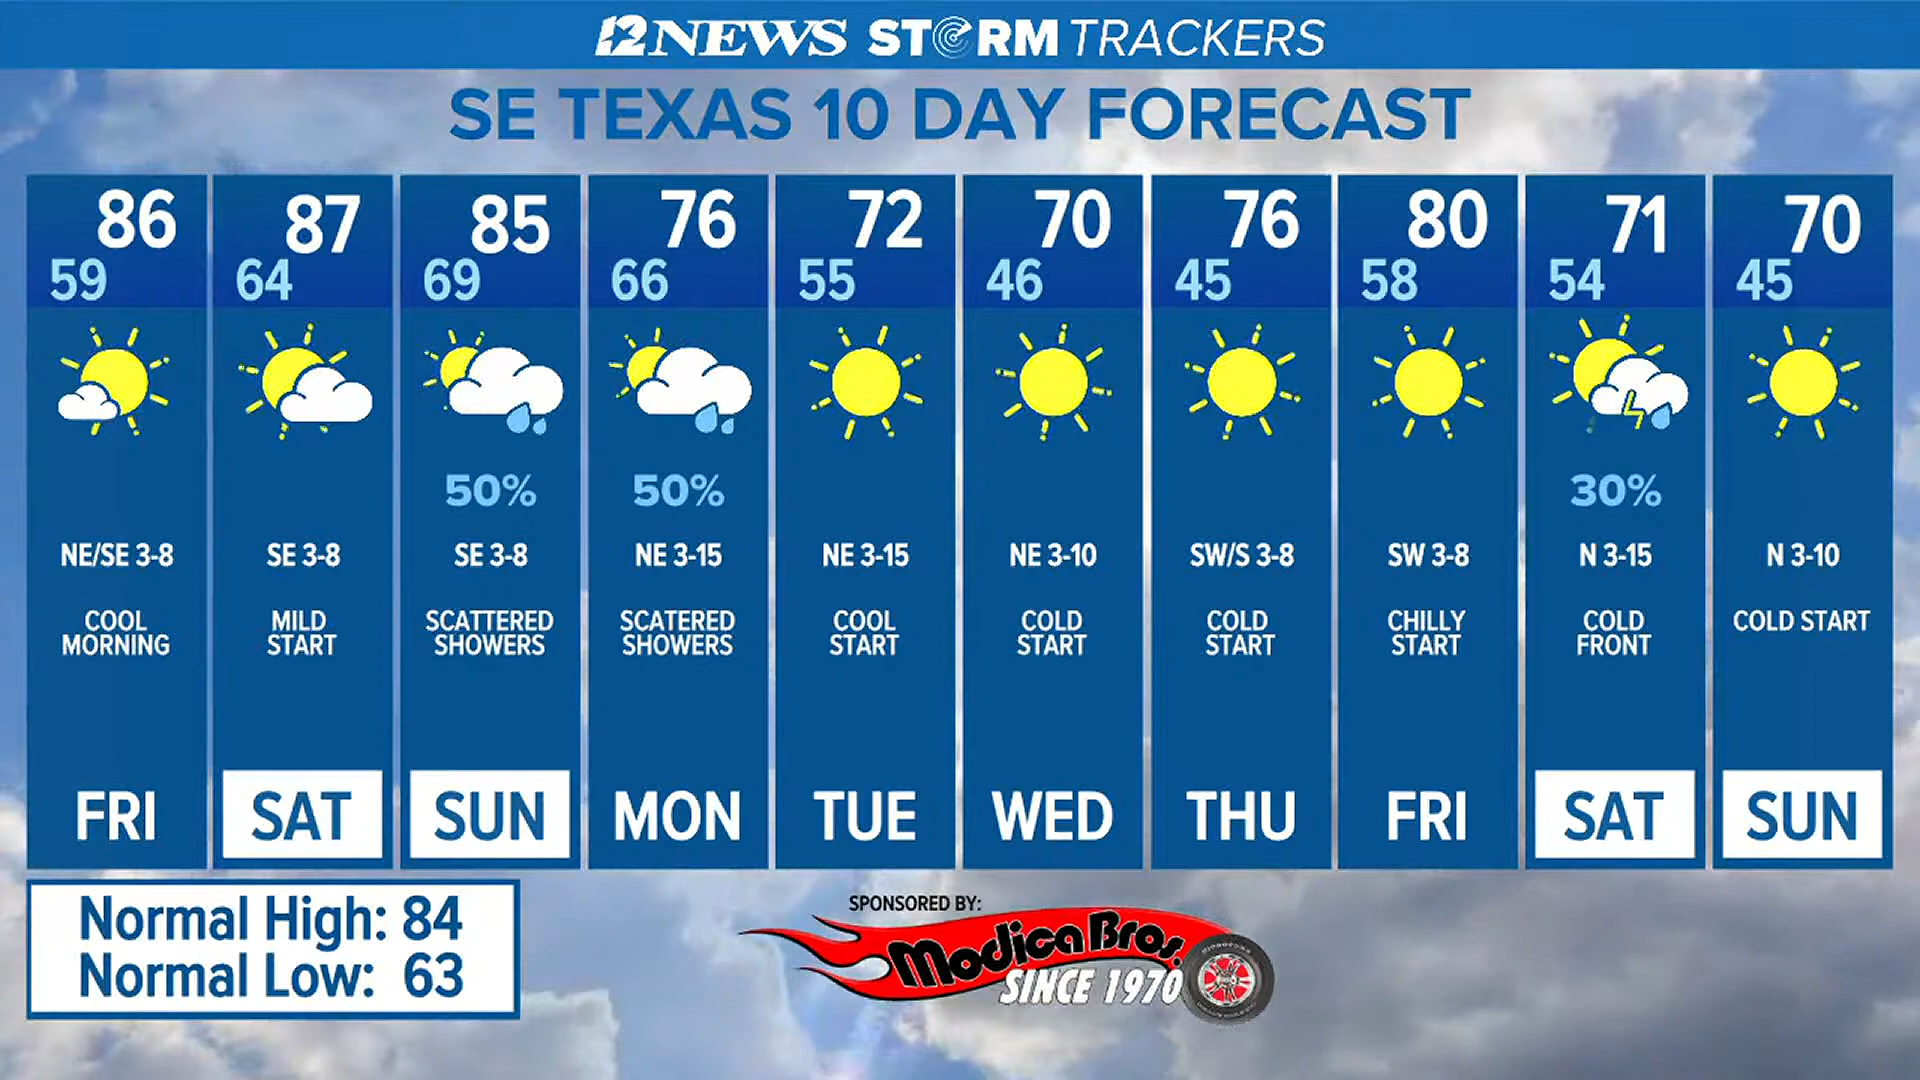 12NEWS STORM TRACKERS
SE TEXAS 10 DAY FORECAST
86 87 85 76 72 70 76 80 71 70
59 64 69 66 55 46 45 58 54 45
50% 50% 30%
NE/SE 3-8 SE 3-8 SE 3-8 NE 3-15 NE 3-15 NE 3-10 SW/S 3-8 SW 3-8 N 3-15 N 3-10
COOL MILD SCATTERED SCATERED COOL COLD COLD CHILLY COLD COLD START
MORNING START SHOWERS SHOWERS START START START START FRONT
FRI SAT SUN MON TUE WED THU FRI SAT SUN
Normal High: 84
Normal Low: 63
SPONSORED BY:
Modica Bros.
SINCE 1970